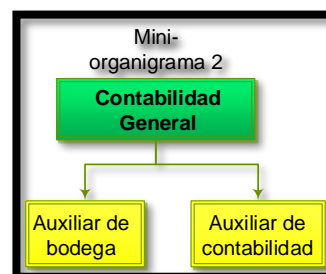 Mini-
organigrama 2
Contabilidad
General
Auxiliar de
bodega
Auxiliar de
contabilidad